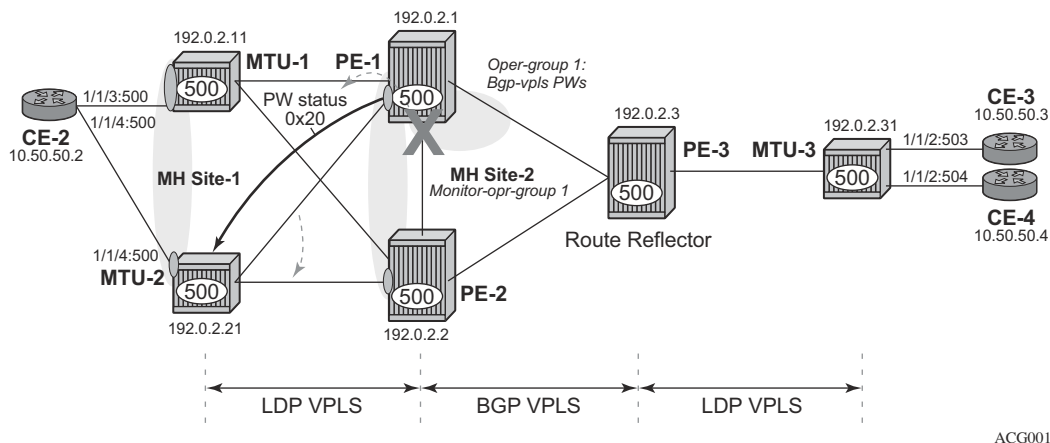 192.0.2.1
192.0.2.11
MTU-1
PE-1
Oper-group 1:
Bgp-vpls PWs
500
500
PW status
0x20
1/1/3:500
1/1/4:500
CE-2
10.50.50.2
X
192.0.2.3
192.0.2.31
CE-3
10.50.50.3
1/1/2:503
PE-3
MTU-3
MH Site-1
MH Site-2
Monitor-opr-group 1
500
500
1/1/2:504
CE-4
10.50.50.4
Route Reflector
1/1/4:500
MTU-2
500
500
PE-2
192.0.2.21
192.0.2.2
LDP VPLS
BGP VPLS
LDP VPLS
ACG001